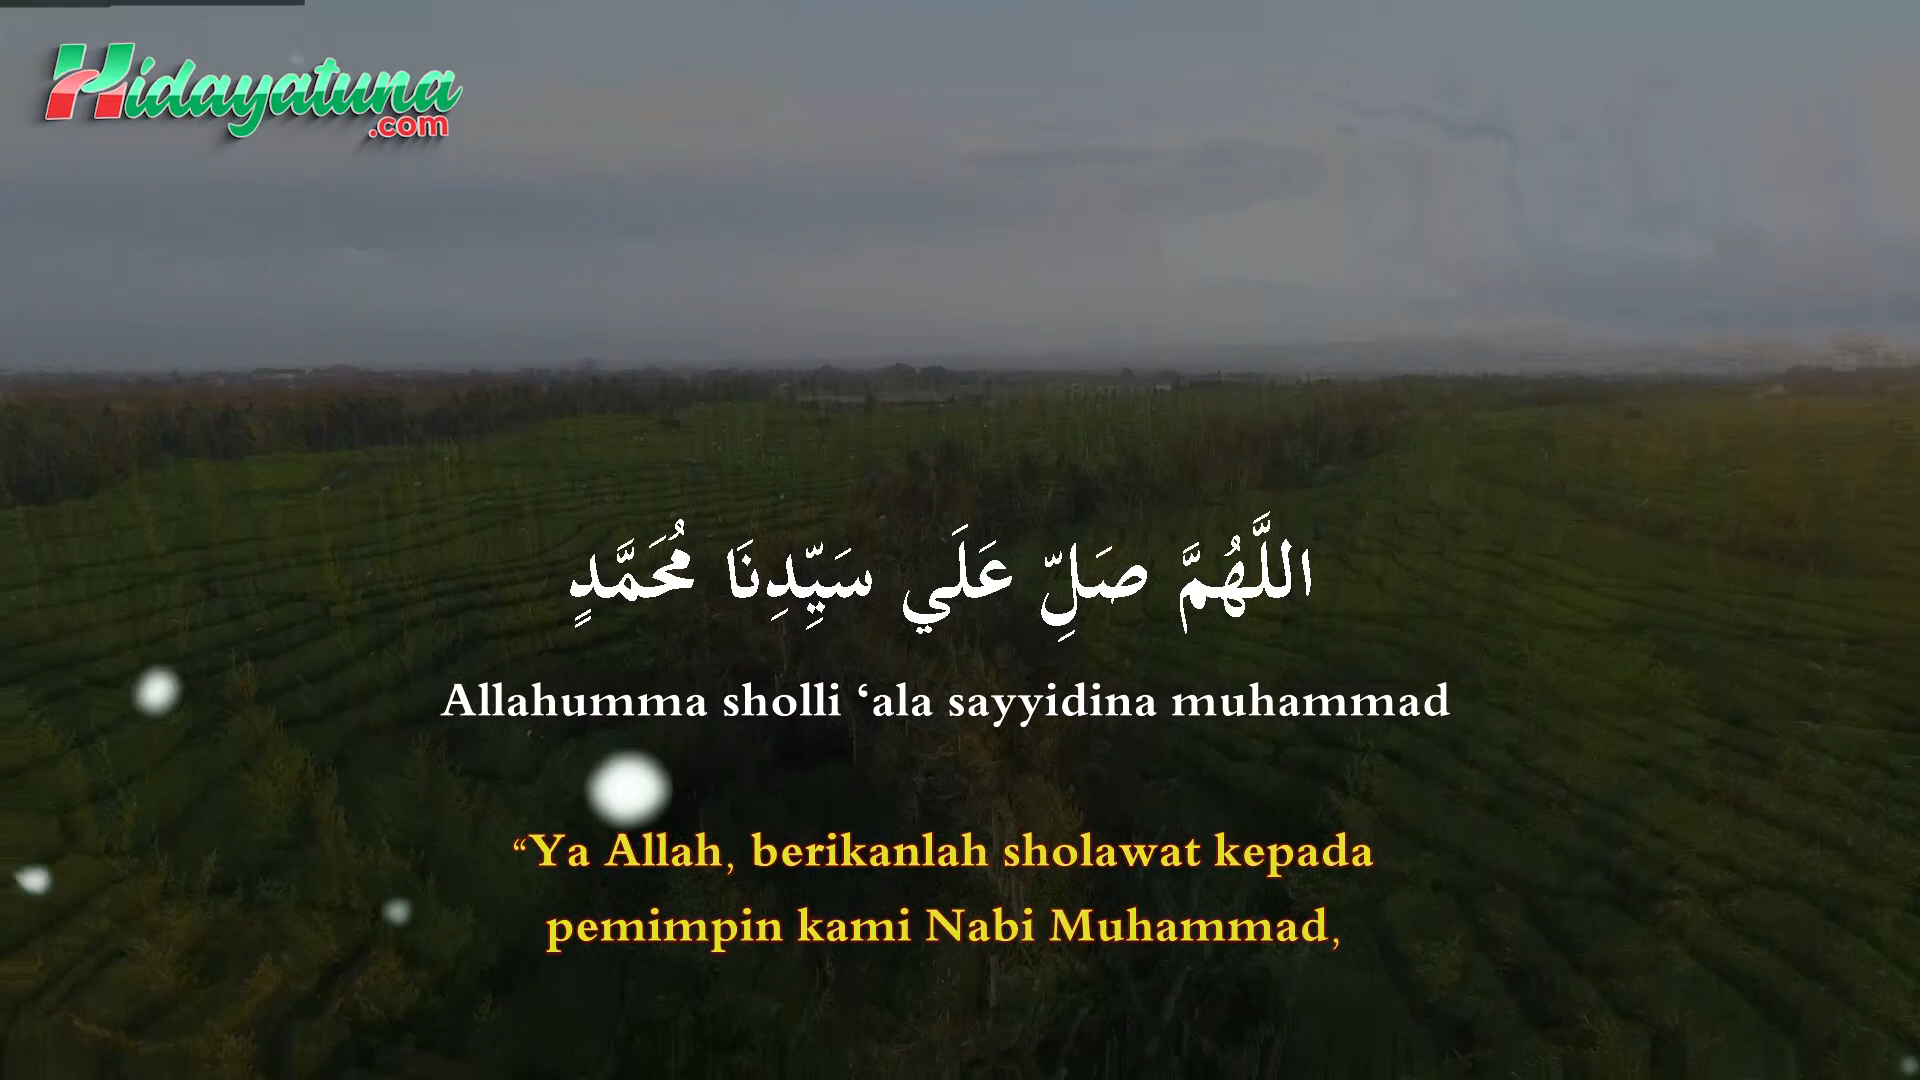 Hidayatuna
.com
اللَّهُمَّ صَلِّ عَلَي سَيِّدِنَا مُحَمَّدٍ
Allahumma sholli ‘ala sayyidina muhammad
“Ya Allah, berikanlah sholawat kepada
pemimpin kami Nabi Muhammad,